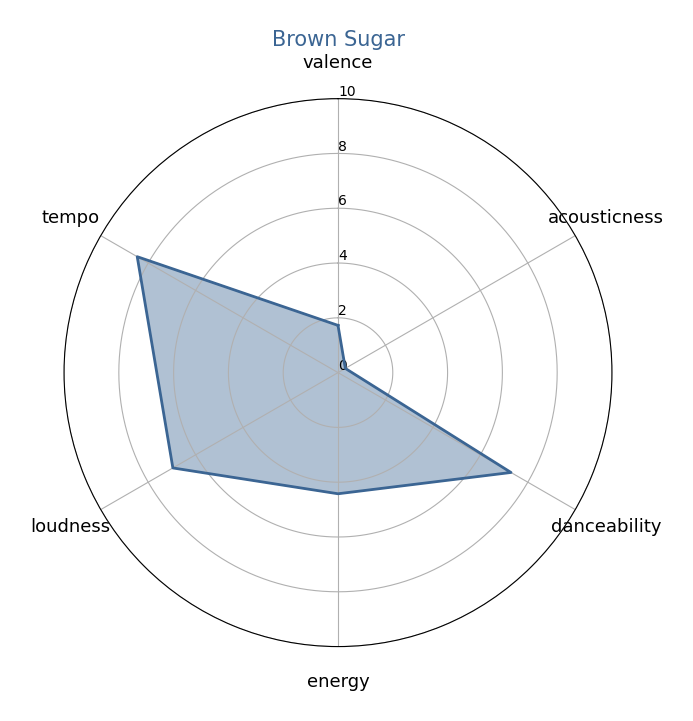 Brown Sugar
valence
10
8
tempo
acousticness
6
4
2
0
loudness
danceability
energy